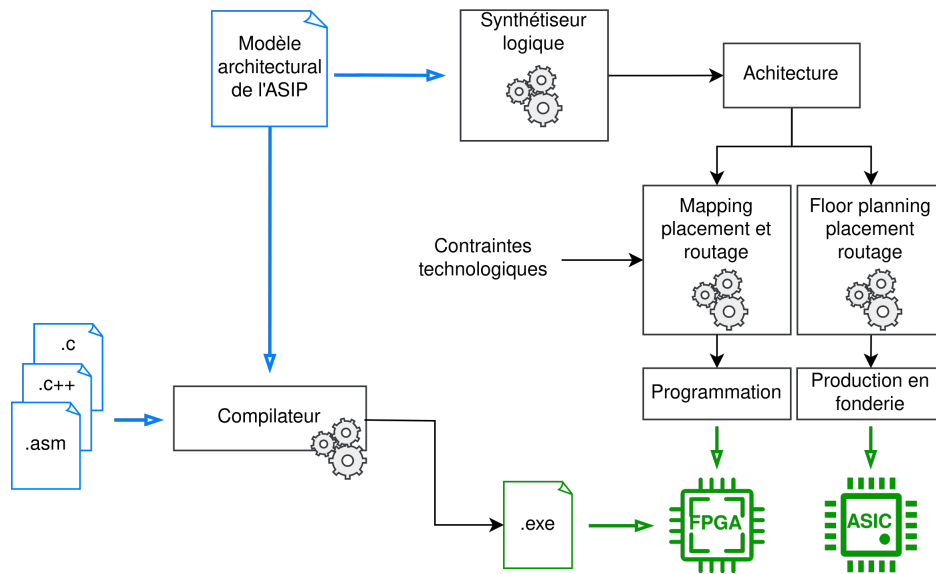 Modèle
architectural
de l'ASIP
Synthétiseur
logique
Achitecture
Mapping
placement et
routage
Floor planning
placement
routage
Contraintes
technologiques
.c
.c++
.asm
Compilateur
Programmation
Production en
fonderie
.exe
FPGA
ASIC